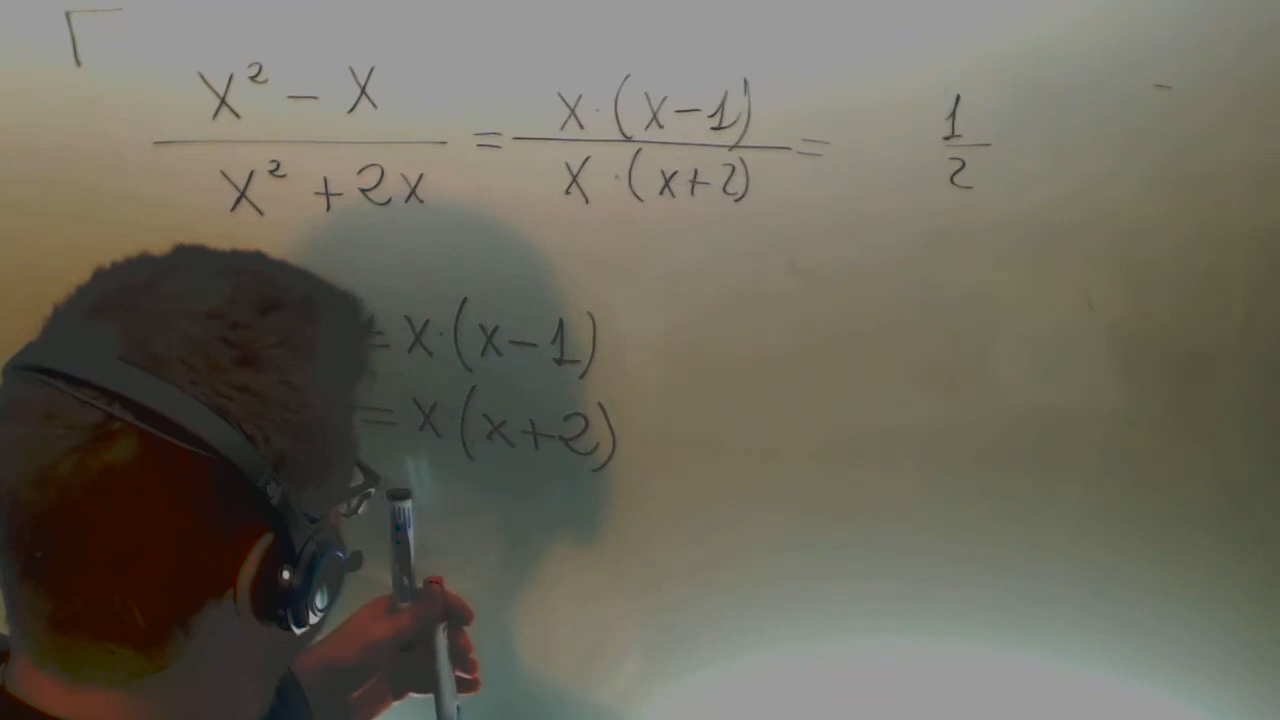 x² - x / x² + 2x = x·(x-1) / x·(x+2) = 1/2
= x·(x-1)
= x(x+2)